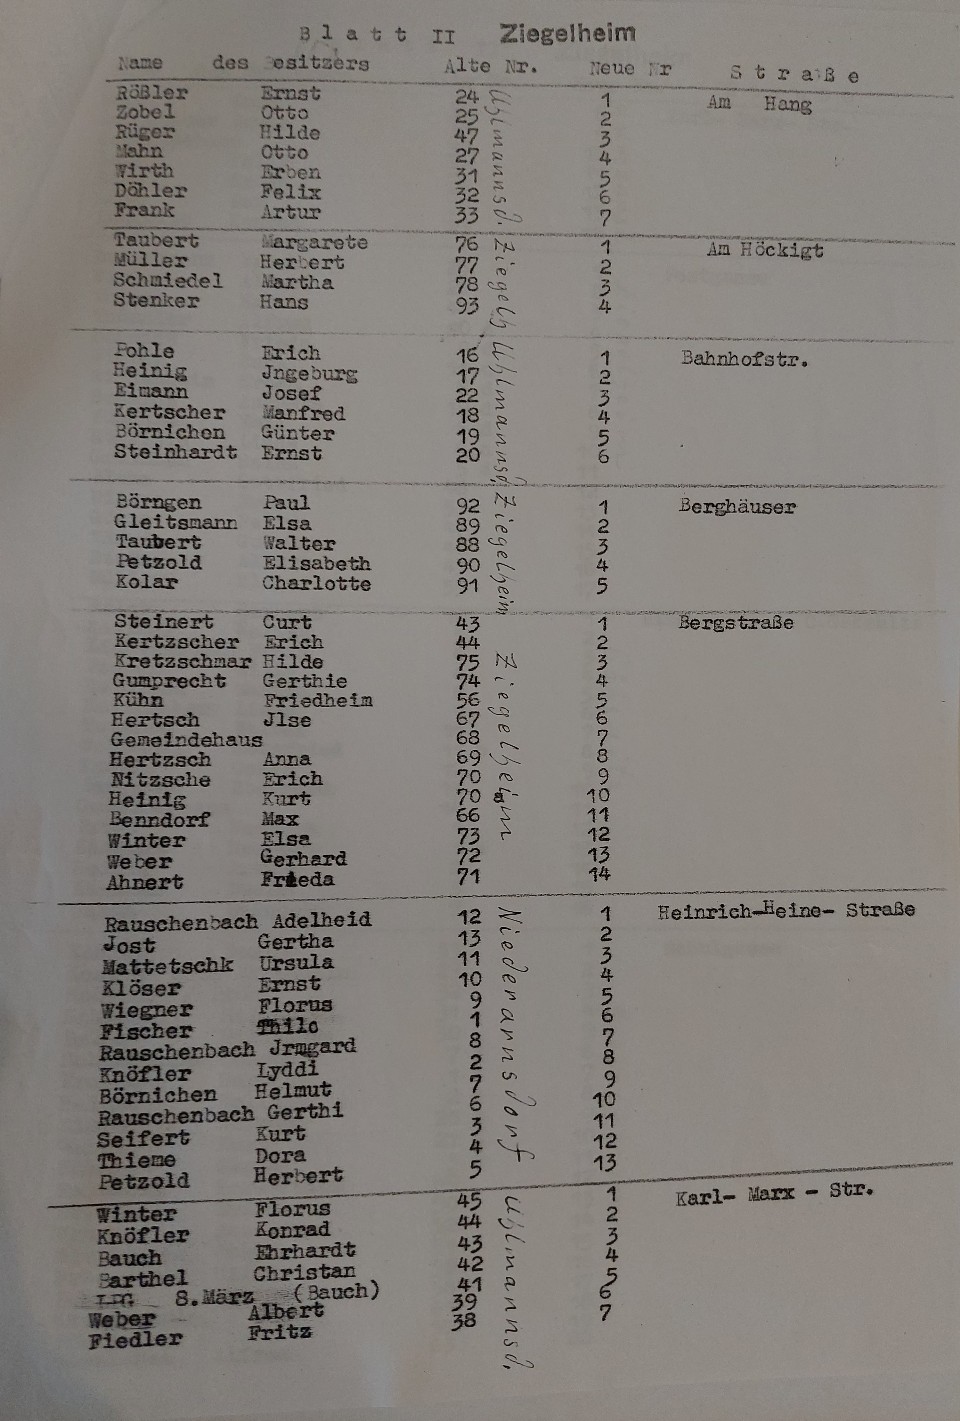 Blatt II Ziegelheim
Name des Besitzers Alte Nr. Neue Nr Straße
Rößler Ernst 24 1 Am Hang
Zobel Otto 25 2
Rüger Hilde 47 3
Mahn Otto 27 4
Wirth Erben 31 5
Döhler Felix 32 6
Frank Artur 33 7
Uhlmannsd.
Taubert Margarete 76 1 Am Höckigt
Müller Herbert 77 2
Schmiedel Martha 78 3
Stenker Hans 93 4
Ziegelh
Pohle Erich 16 1 Bahnhofstr.
Heinig Jngeburg 17 2
Eimann Josef 22 3
Kertscher Manfred 18 4
Börnichen Günter 19 5
Steinhardt Ernst 20 6
Uhlmannsd.
Börngen Paul 92 1 Berghäuser
Gleitsmann Elsa 89 2
Taubert Walter 88 3
Petzold Elisabeth 90 4
Kolar Charlotte 91 5
Ziegelheim
Steinert Curt 43 1 Bergstraße
Kertzscher Erich 44 2
Kretzschmar Hilde 75 3
Gumprecht Gerthie 74 4
Kühn Friedheim 56 5
Hertsch Jlse 67 6
Gemeindehaus 68 7
Hertzsch Anna 69 8
Nitzsche Erich 70 9
Heinig Kurt 70 a 10
Benndorf Max 66 11
Winter Elsa 73 12
Weber Gerhard 72 13
Ahnert Frieda 71 14
Ziegelheim
Rauschenbach Adelheid 12 1 Heinrich-Heine- Straße
Jost Gertha 13 2
Mattetschk Ursula 11 3
Klöser Ernst 10 4
Wiegner Florus 9 5
Fischer Thilo 1 6
Rauschenbach Jrmgard 8 7
Knöfler Lyddi 2 8
Börnichen Helmut 7 9
Rauschenbach Gerthi 6 10
Seifert Kurt 3 11
Thieme Dora 4 12
Petzold Herbert 5 13
Niederarnsdorf
Winter Florus 45 1 Karl- Marx - Str.
Knöfler Konrad 44 2
Bauch Ehrhardt 43 3
Barthel Christan 42 4
LPG 8.März (Bauch) 41 5
Weber Albert 39 6
Fiedler Fritz 38 7
Uhlmannsd.